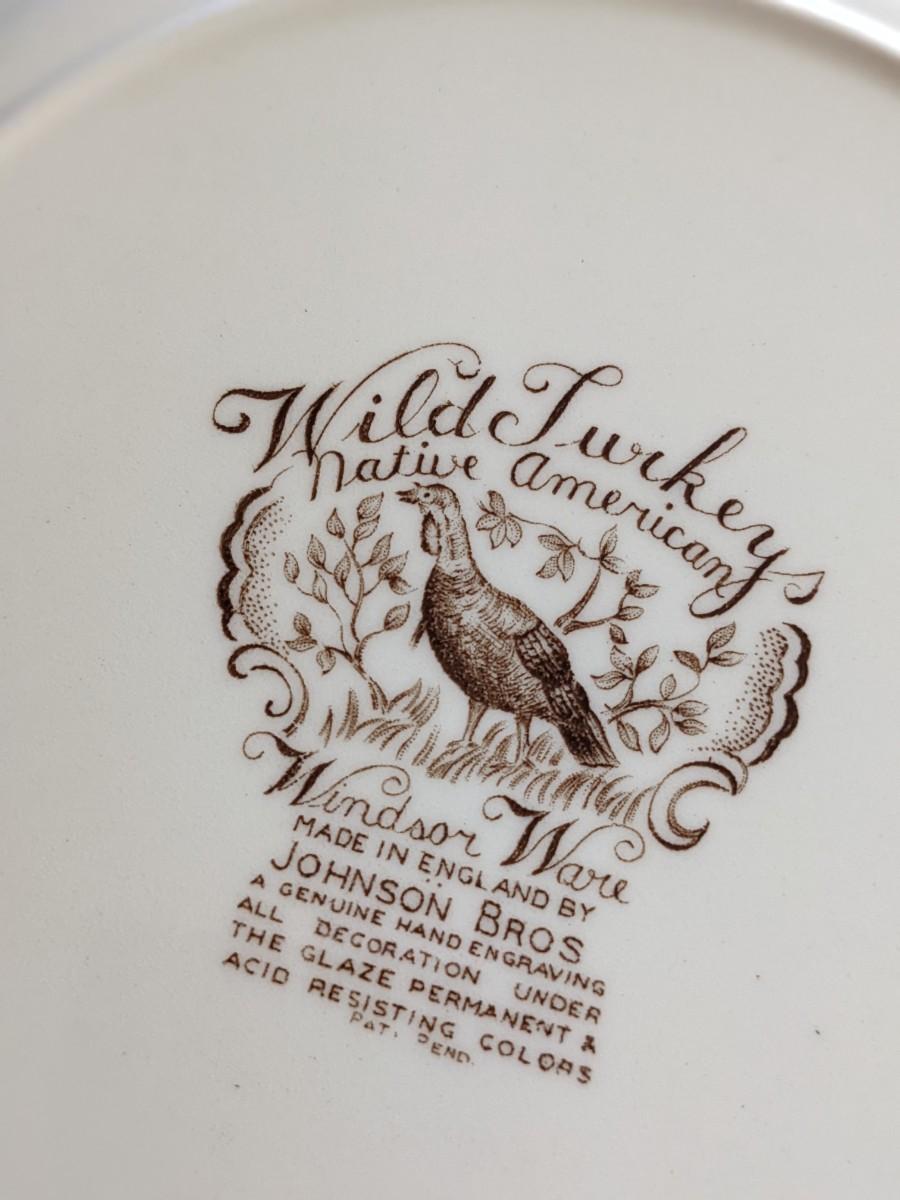 Wild Turkeys
Native American
Windsor Ware
MADE IN ENGLAND BY
JOHNSON BROS
A GENUINE HAND ENGRAVING
ALL DECORATION UNDER
THE GLAZE PERMANENT &
ACID RESISTING COLORS
PAT. PEND.